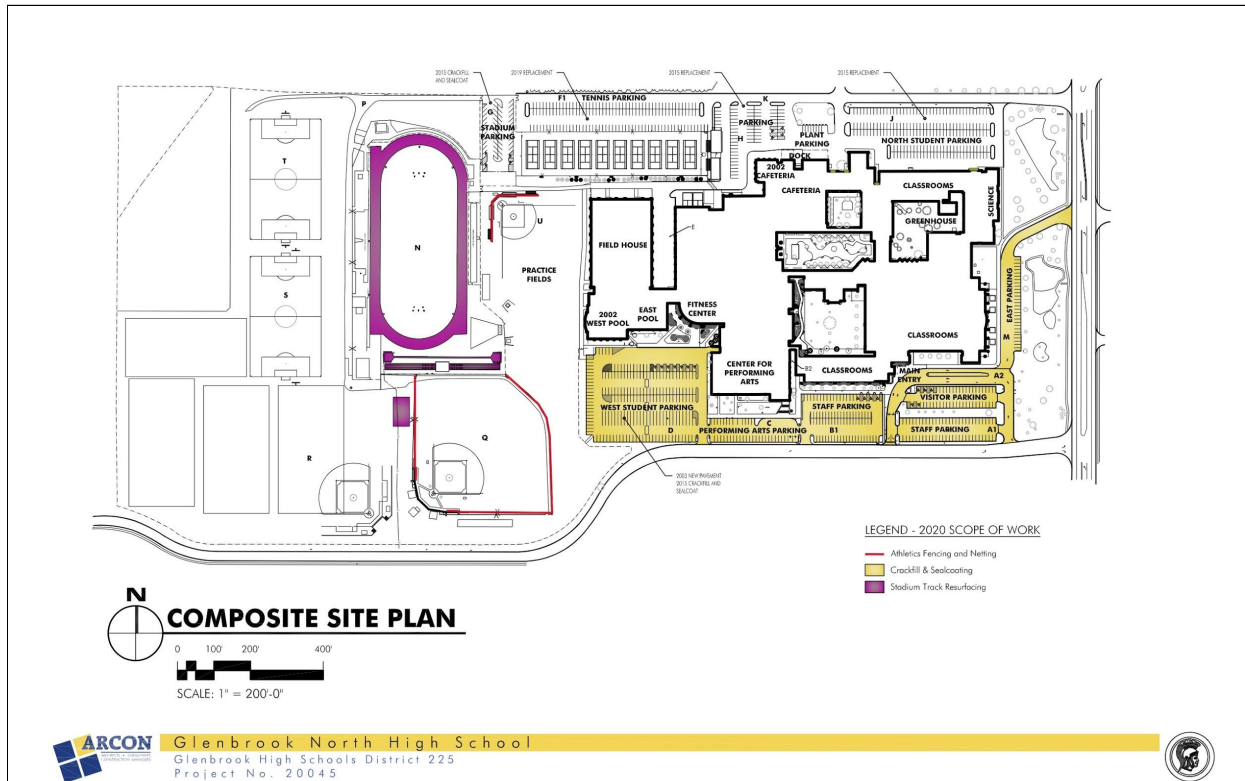 2015 CRACKFILL
AND SEALCOAT
2019 REPLACEMENT
2015 REPLACEMENT
2015 REPLACEMENT
P
G
STADIUM
PARKING
F1
TENNIS PARKING
K
PARKING
H
PLANT
PARKING
DOCK
J
NORTH STUDENT PARKING
2002
CAFETERIA
CAFETERIA
CLASSROOMS
SCIENCE
GREENHOUSE
T
N
U
E
FIELD HOUSE
PRACTICE
FIELDS
S
2002
WEST POOL
EAST
POOL
FITNESS
CENTER
EAST PARKING
M
CLASSROOMS
CENTER FOR
PERFORMING
ARTS
B2
CLASSROOMS
MAIN
ENTRY
A2
VISITOR PARKING
WEST STUDENT PARKING
D
C
PERFORMING ARTS PARKING
STAFF PARKING
B1
STAFF PARKING
A1
Q
R
2003 NEW PAVEMENT
2015 CRACKFILL AND
SEALCOAT
LEGEND - 2020 SCOPE OF WORK
Athletics Fencing and Netting
Crackfill & Sealcoating
Stadium Track Resurfacing
N
COMPOSITE SITE PLAN
0 100' 200' 400'
SCALE: 1" = 200'-0"
ARCON
Glenbrook North High School
Glenbrook High Schools District 225
Project No. 20045